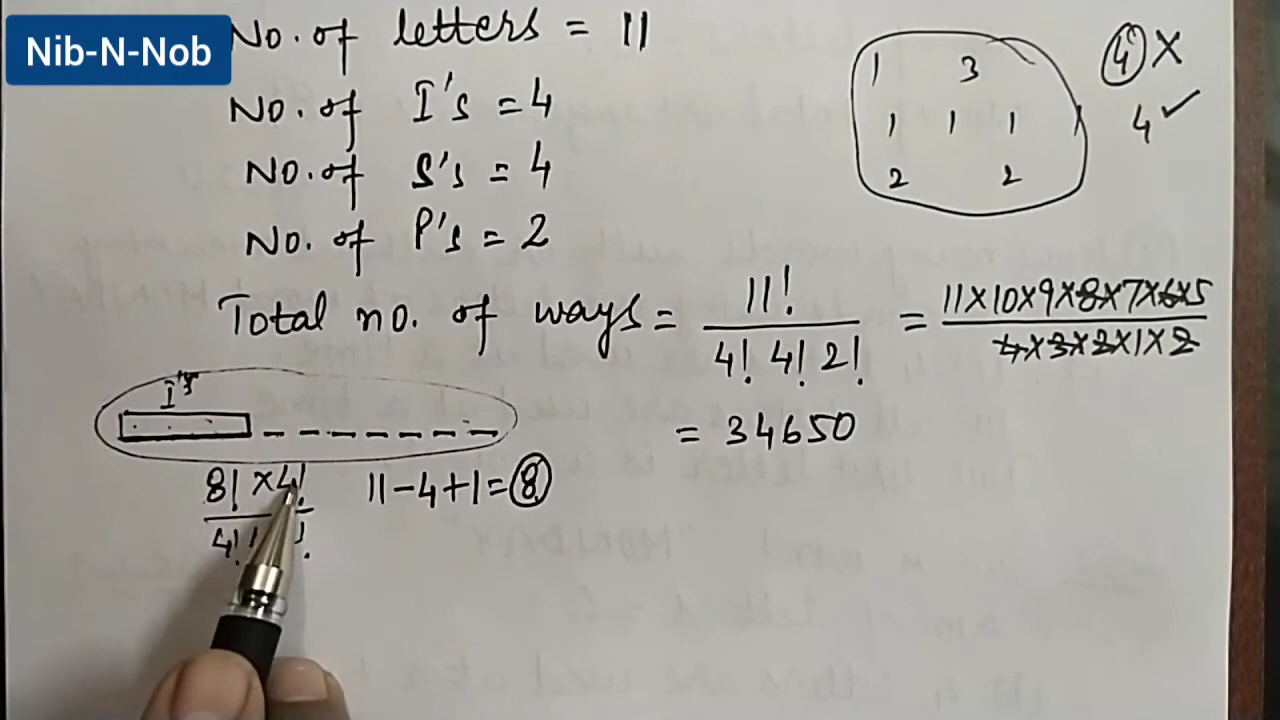 Nib-N-Nob
No. of letters = 11
No. of I's = 4
No. of S's = 4
No. of P's = 2
1 3
1 1 1 1
2 2
4 X
4 ✓
Total no. of ways = 11! / 4! 4! 2! = 11×10×9×8×7×6×5 / 4×3×2×1×2
= 34650
I's
8! × 4!
4!
11-4+1=8